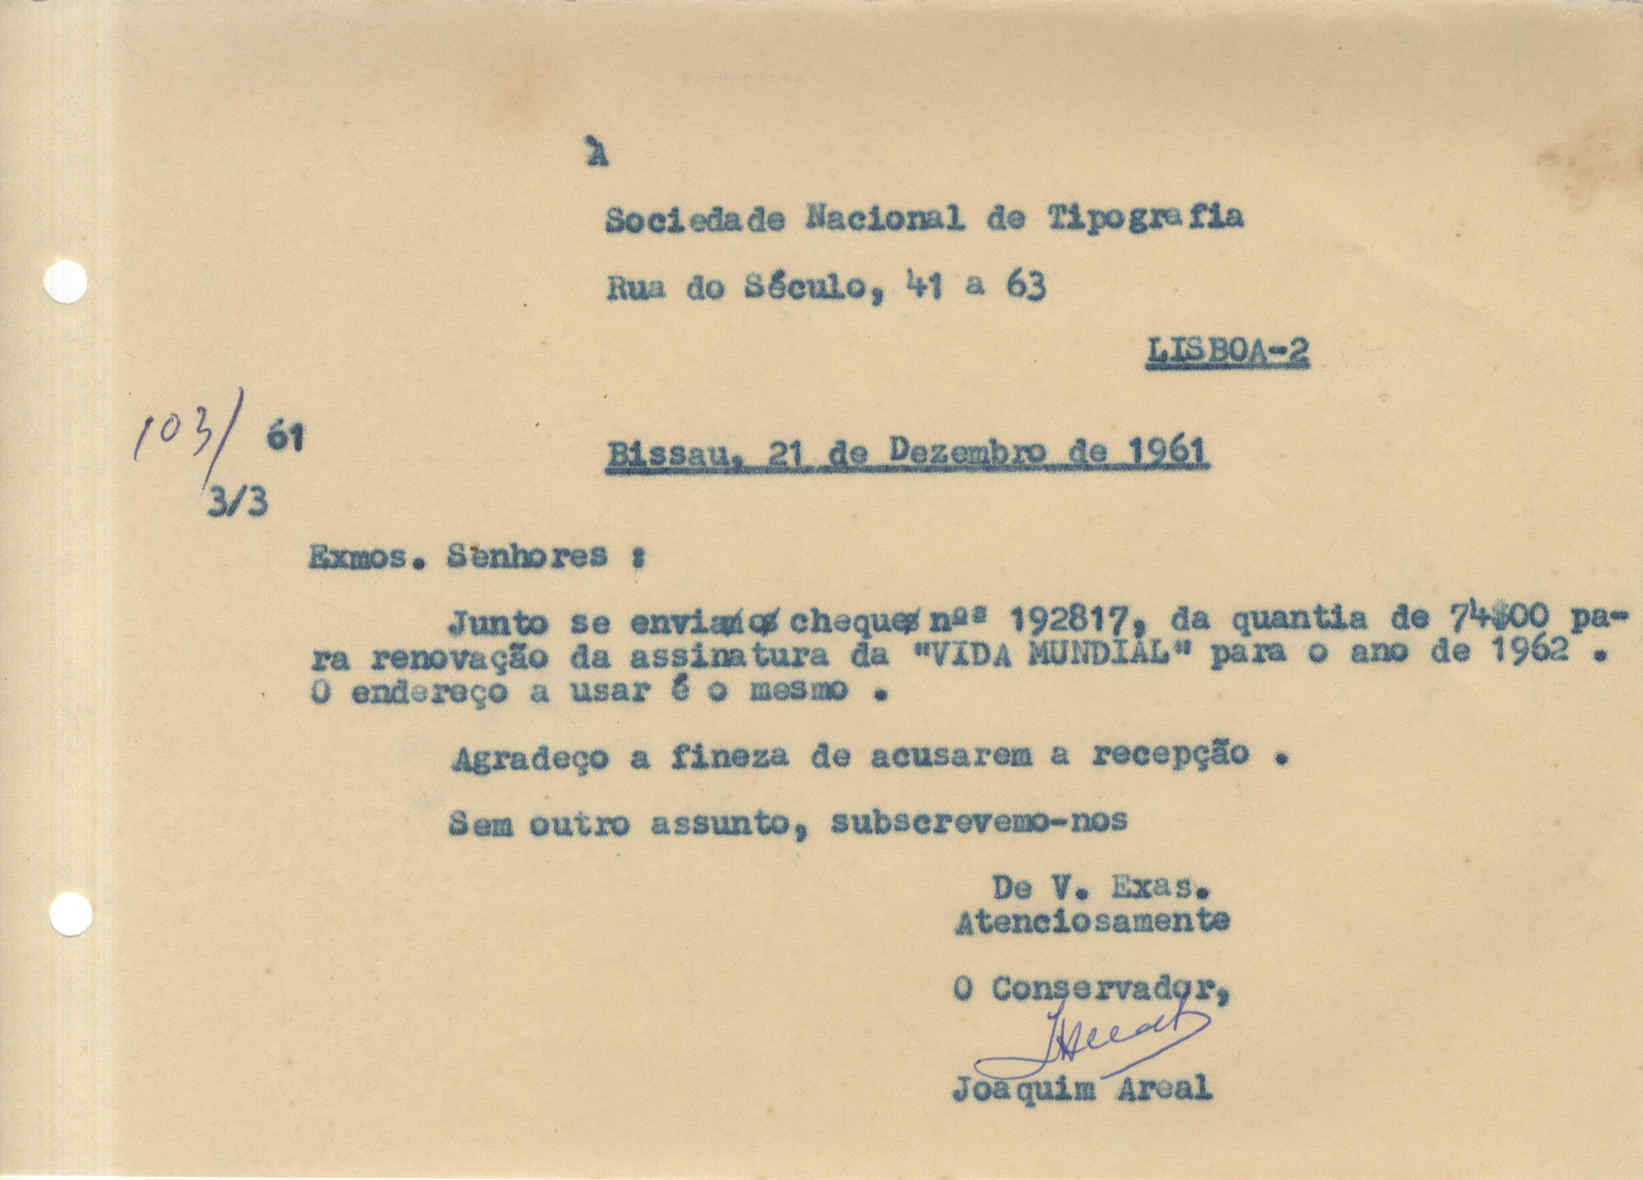 À
Sociedade Nacional de Tipografia
Rua do Século, 41 a 63
LISBOA-2
103/ 61
Bissau, 21 de Dezembro de 1961
3/3
Exmos. Senhores :
Junto se envia o cheque nº 192817, da quantia de 74$00 pa-
ra renovação da assinatura da "VIDA MUNDIAL" para o ano de 1962 .
O endereço a usar é o mesmo .
Agradeço a fineza de acusarem a recepção .
Sem outro assunto, subscrevemo-nos
De V. Exas.
Atenciosamente
O Conservador,
Joaquim Areal